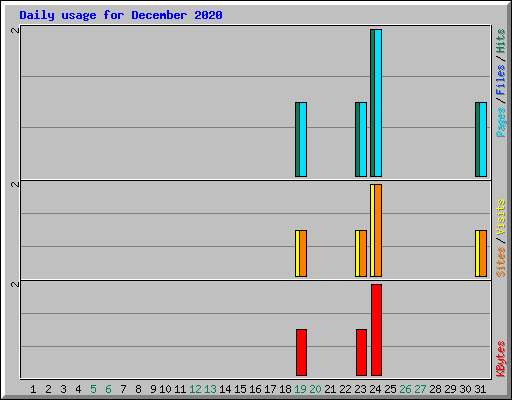 Daily usage for December 2020
2
Pages / Files / Hits
2
Sites / Visits
2
KBytes
1 2 3 4 5 6 7 8 9 10 11 12 13 14 15 16 17 18 19 20 21 22 23 24 25 26 27 28 29 30 31